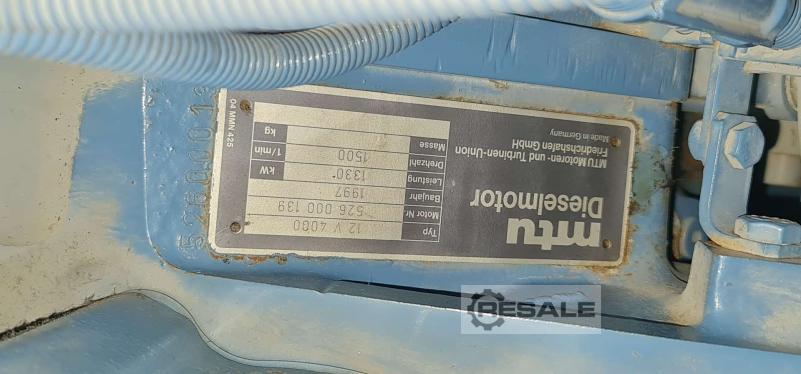 mtu
Dieselmotor
MTU Motoren- und Turbinen-Union
Friedrichshafen GmbH
Made in Germany
Typ 12 V 4000
Motor Nr. 526 000 139
Baujahr 1997
Leistung 1330 kW
Drehzahl 1500 1/min
Masse kg
04 MMN 425
RESALE